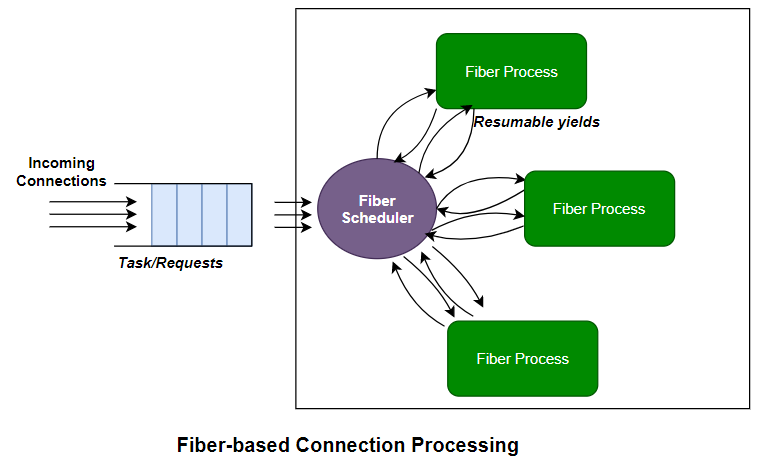 Fiber Process
Resumable yields
Incoming
Connections
Fiber
Scheduler
Fiber Process
Task/Requests
Fiber Process
Fiber-based Connection Processing